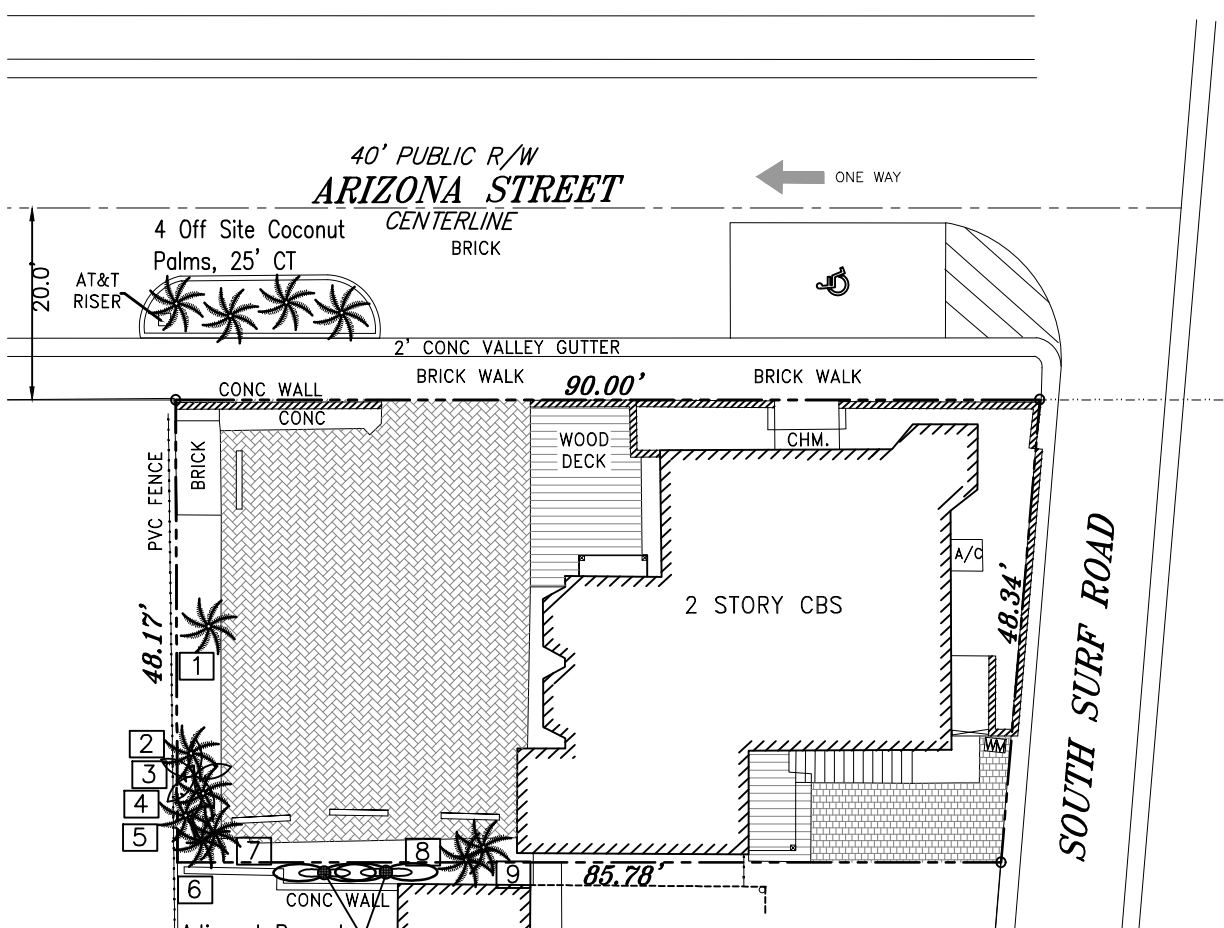 40' PUBLIC R/W
ARIZONA STREET
CENTERLINE
BRICK
ONE WAY
4 Off Site Coconut
Palms, 25' CT
AT&T
RISER
20.0'
2' CONC VALLEY GUTTER
BRICK WALK
BRICK WALK
CONC WALL
90.00'
CONC
CHM.
WOOD
DECK
BRICK
PVC FENCE
A/C
2 STORY CBS
48.34'
48.17'
SOUTH SURF ROAD
1
2
3
4
5
6
7
8
9
WM
85.78'
CONC WALL